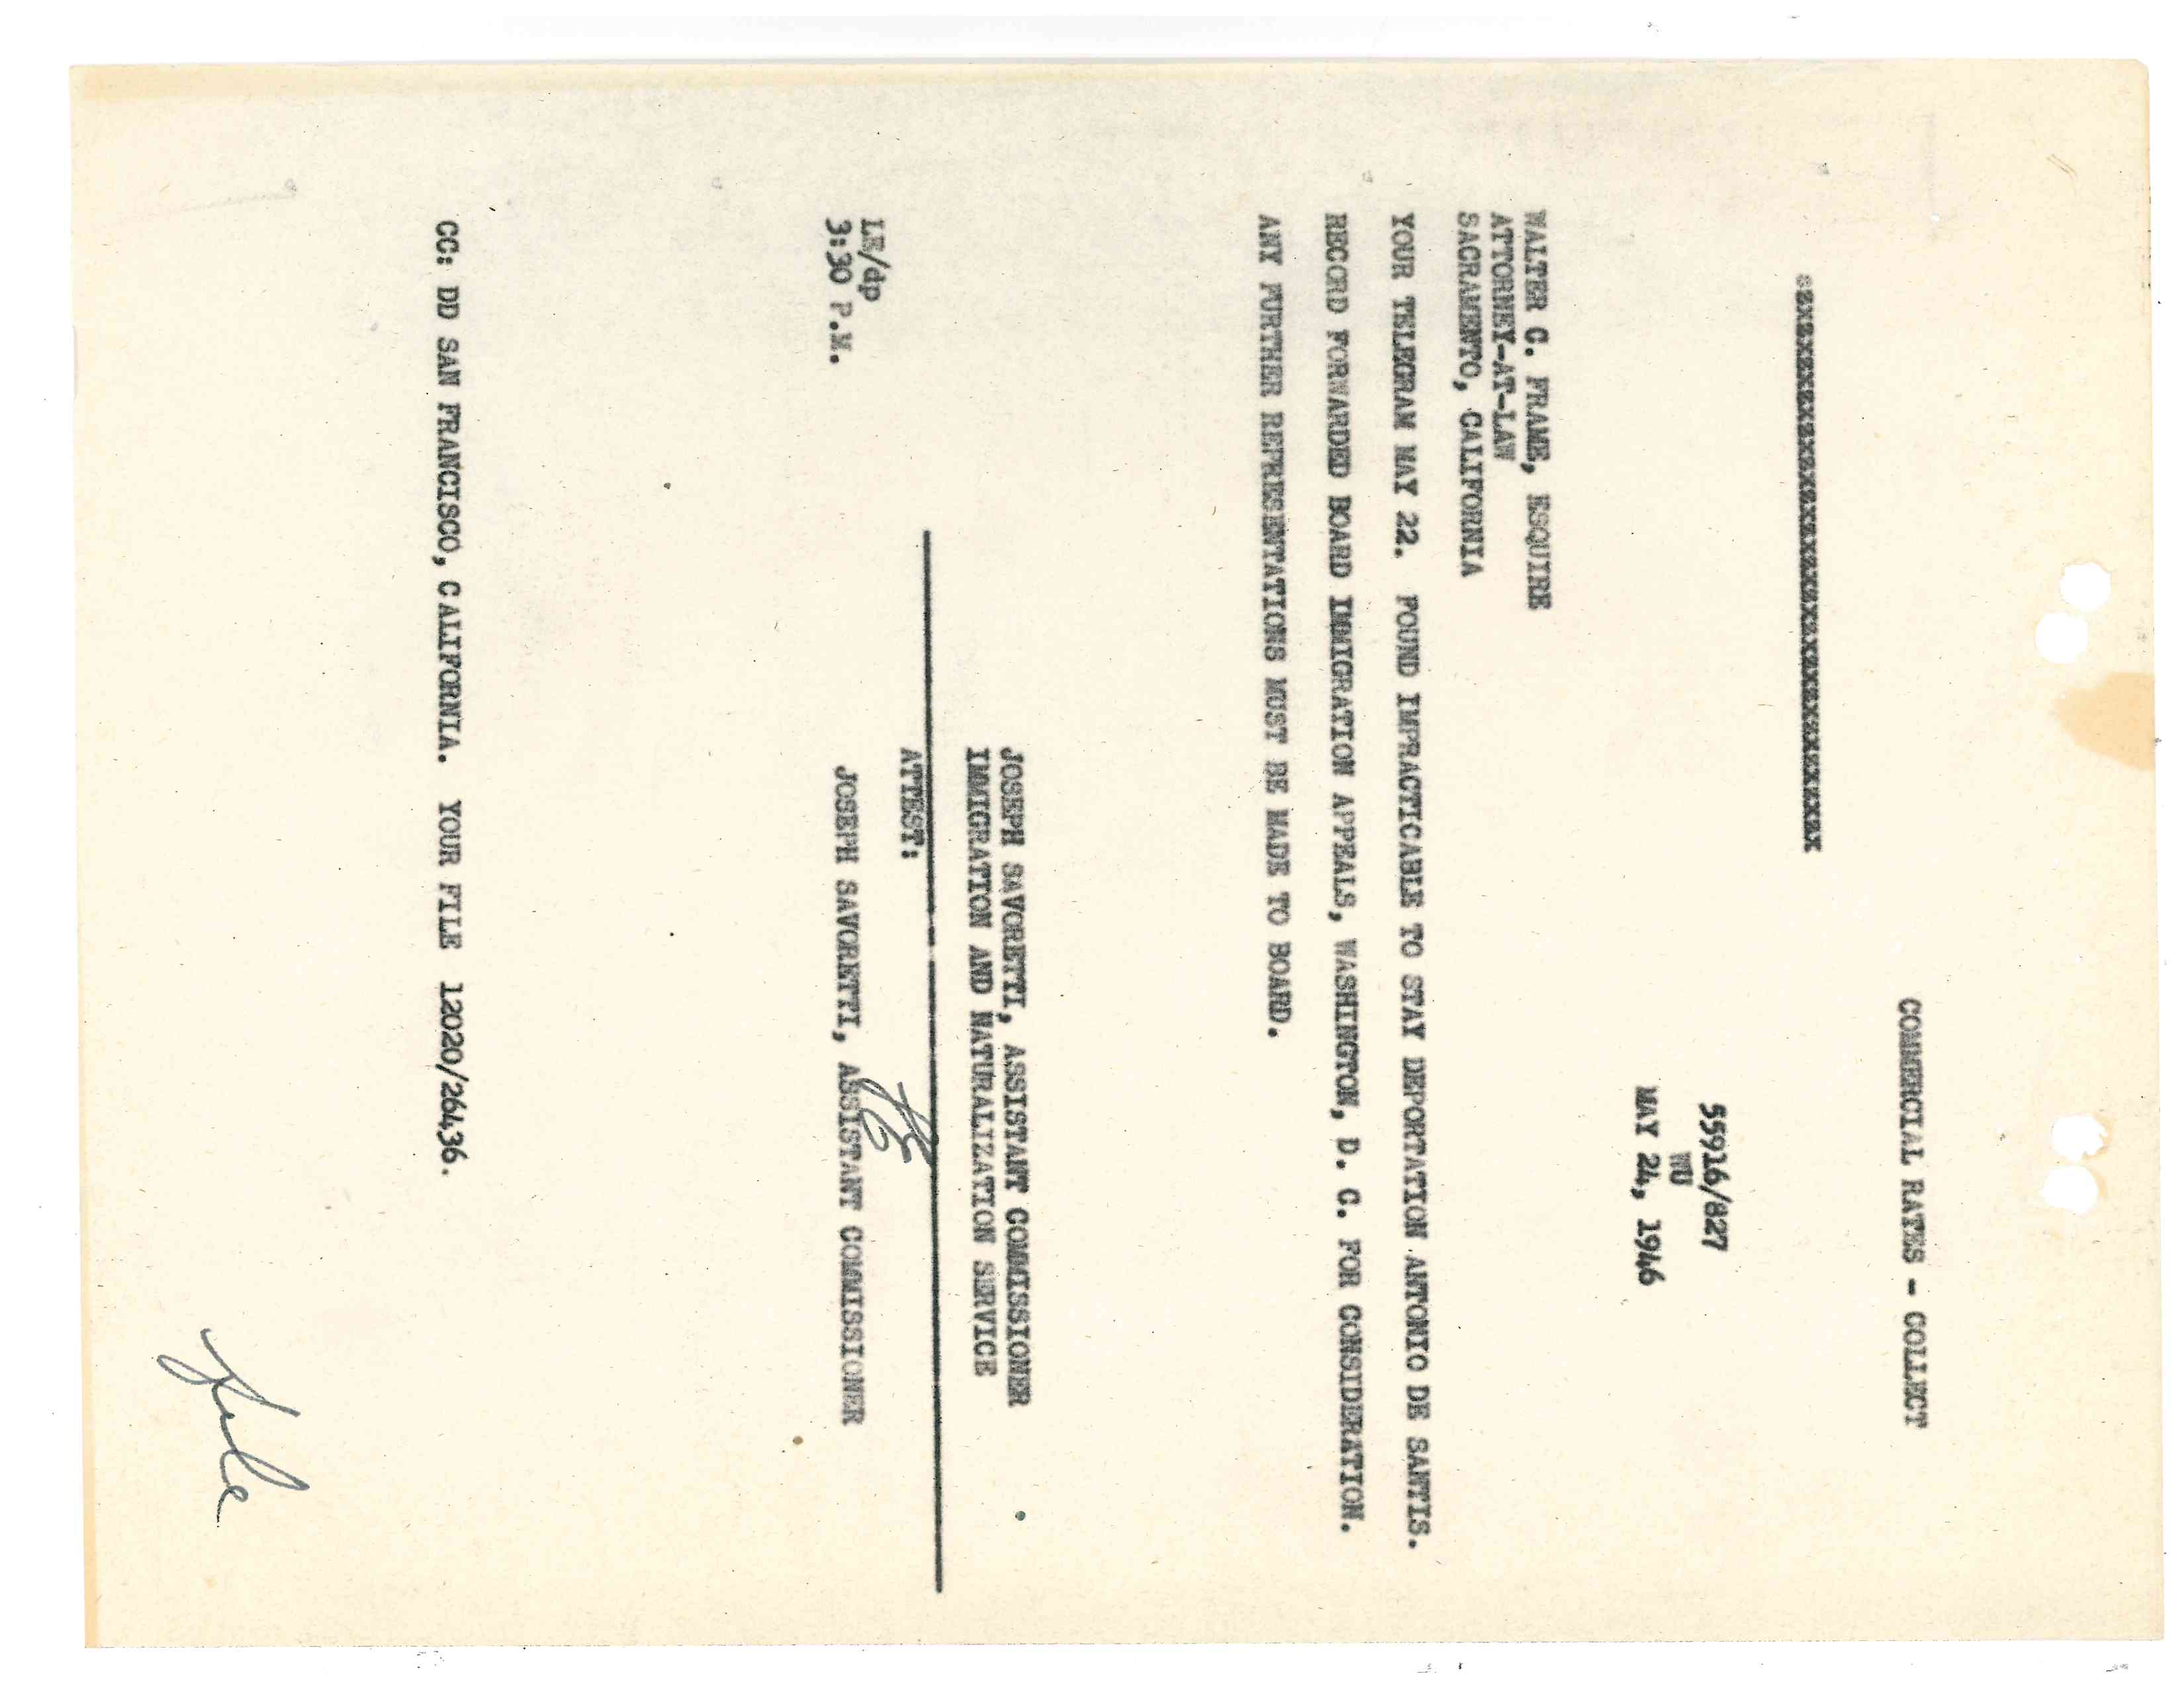 COMMERCIAL RATES - COLLECT
55916/827
WU
MAY 24, 1946
WALTER C. FRAME, ESQUIRE
ATTORNEY-AT-LAW
SACRAMENTO, CALIFORNIA
YOUR TELEGRAM MAY 22. FOUND IMPRACTICABLE TO STAY DEPORTATION ANTONIO DE SANTIS.
RECORD FORWARDED BOARD IMMIGRATION APPEALS, WASHINGTON, D. C. FOR CONSIDERATION.
ANY FURTHER REPRESENTATIONS MUST BE MADE TO BOARD.
JOSEPH SAVORETTI, ASSISTANT COMMISSIONER
IMMIGRATION AND NATURALIZATION SERVICE
ATTEST:
LE/dp
3:30 P.M.
JOSEPH SAVORETTI, ASSISTANT COMMISSIONER
CC: DD SAN FRANCISCO, CALIFORNIA. YOUR FILE 12020/26436.
file